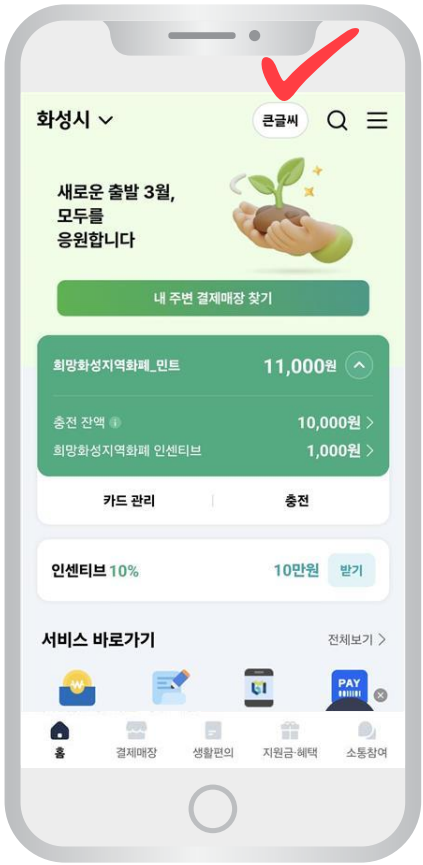 화성시
큰글씨
새로운 출발 3월,
모두를
응원합니다
내 주변 결제매장 찾기
희망화성지역화폐_민트 11,000원
충전 잔액 10,000원
희망화성지역화폐 인센티브 1,000원
카드 관리 충전
인센티브 10% 10만원 받기
서비스 바로가기 전체보기
PAY
홈 결제매장 생활편의 지원금·혜택 소통참여